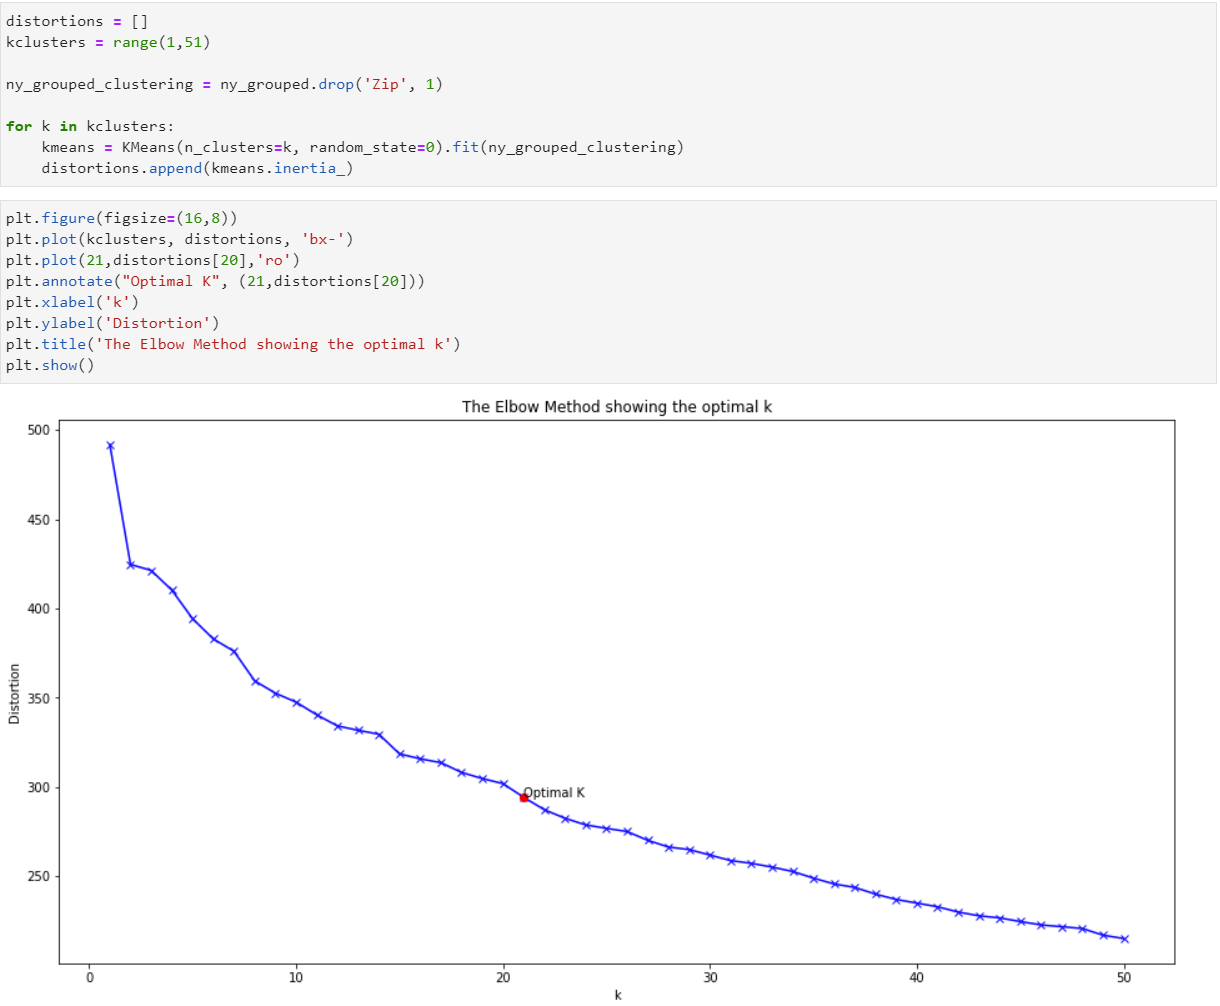 distortions = []
kclusters = range(1,51)
ny_grouped_clustering = ny_grouped.drop('Zip', 1)
for k in kclusters:
    kmeans = KMeans(n_clusters=k, random_state=0).fit(ny_grouped_clustering)
    distortions.append(kmeans.inertia_)
plt.figure(figsize=(16,8))
plt.plot(kclusters, distortions, 'bx-')
plt.plot(21,distortions[20],'ro')
plt.annotate("Optimal K", (21,distortions[20]))
plt.xlabel('k')
plt.ylabel('Distortion')
plt.title('The Elbow Method showing the optimal k')
plt.show()
The Elbow Method showing the optimal k
500
450
400
350
300
250
Distortion
Optimal K
0 10 20 30 40 50
k